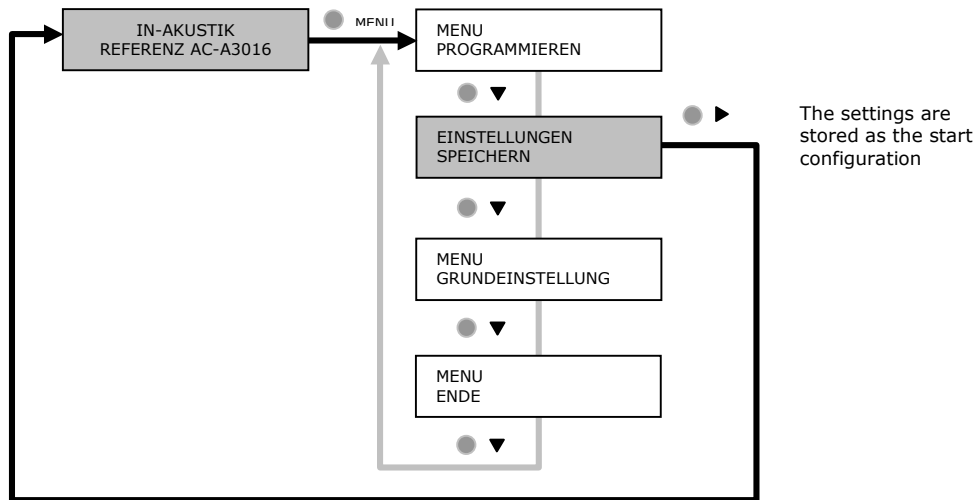 IN-AKUSTIK
REFERENZ AC-A3016
MENU
MENU
PROGRAMMIEREN
EINSTELLUNGEN
SPEICHERN
The settings are
stored as the start
configuration
MENU
GRUNDEINSTELLUNG
MENU
ENDE